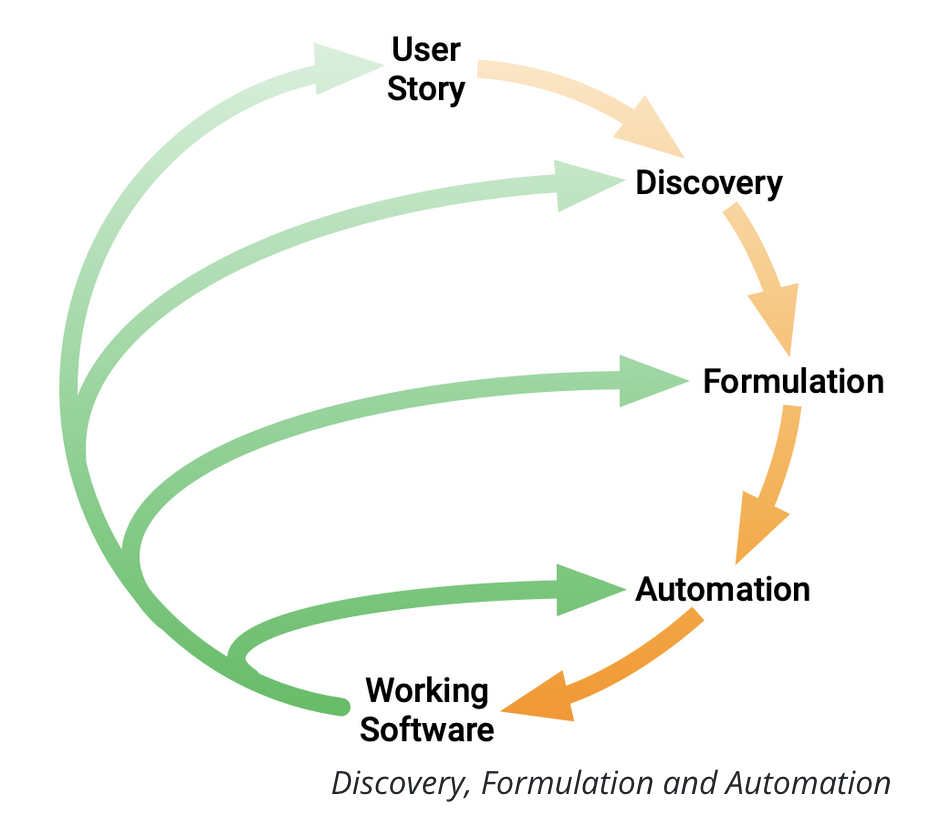 User
Story
Discovery
Formulation
Automation
Working
Software
Discovery, Formulation and Automation